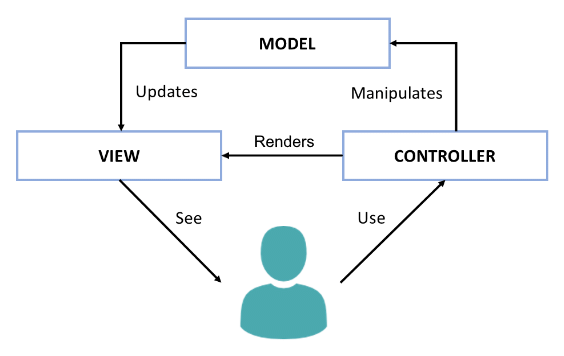 MODEL
Updates
Manipulates
VIEW
Renders
CONTROLLER
See
Use